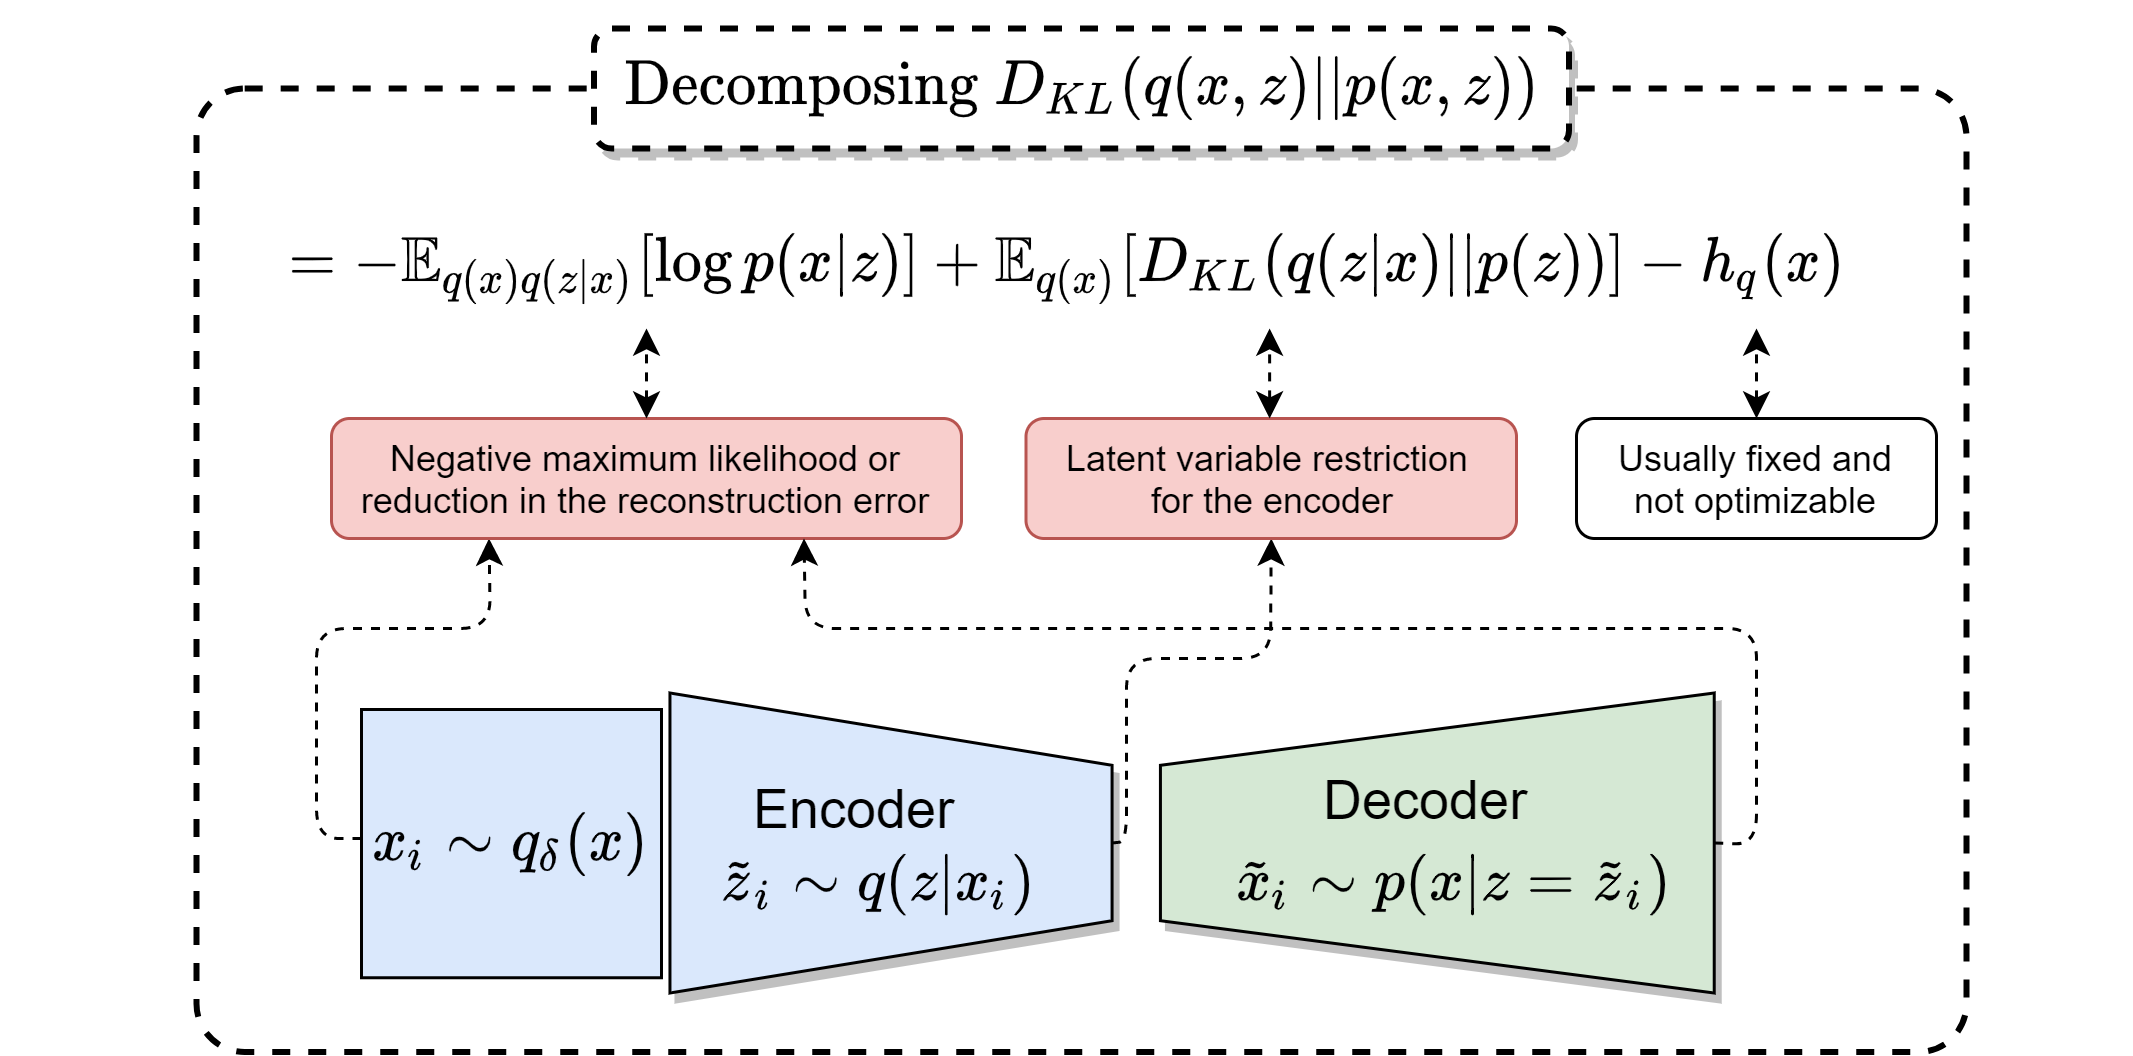 Decomposing $D_{KL}(q(x,z)||p(x,z))$
$= -\mathbb{E}_{q(x)q(z|x)}[\log p(x|z)] + \mathbb{E}_{q(x)}[D_{KL}(q(z|x)||p(z))] - h_q(x)$
Negative maximum likelihood or
reduction in the reconstruction error
Latent variable restriction
for the encoder
Usually fixed and
not optimizable
$x_i \sim q_\delta(x)$
Encoder
$\tilde{z}_i \sim q(z|x_i)$
Decoder
$\tilde{x}_i \sim p(x|z = \tilde{z}_i)$